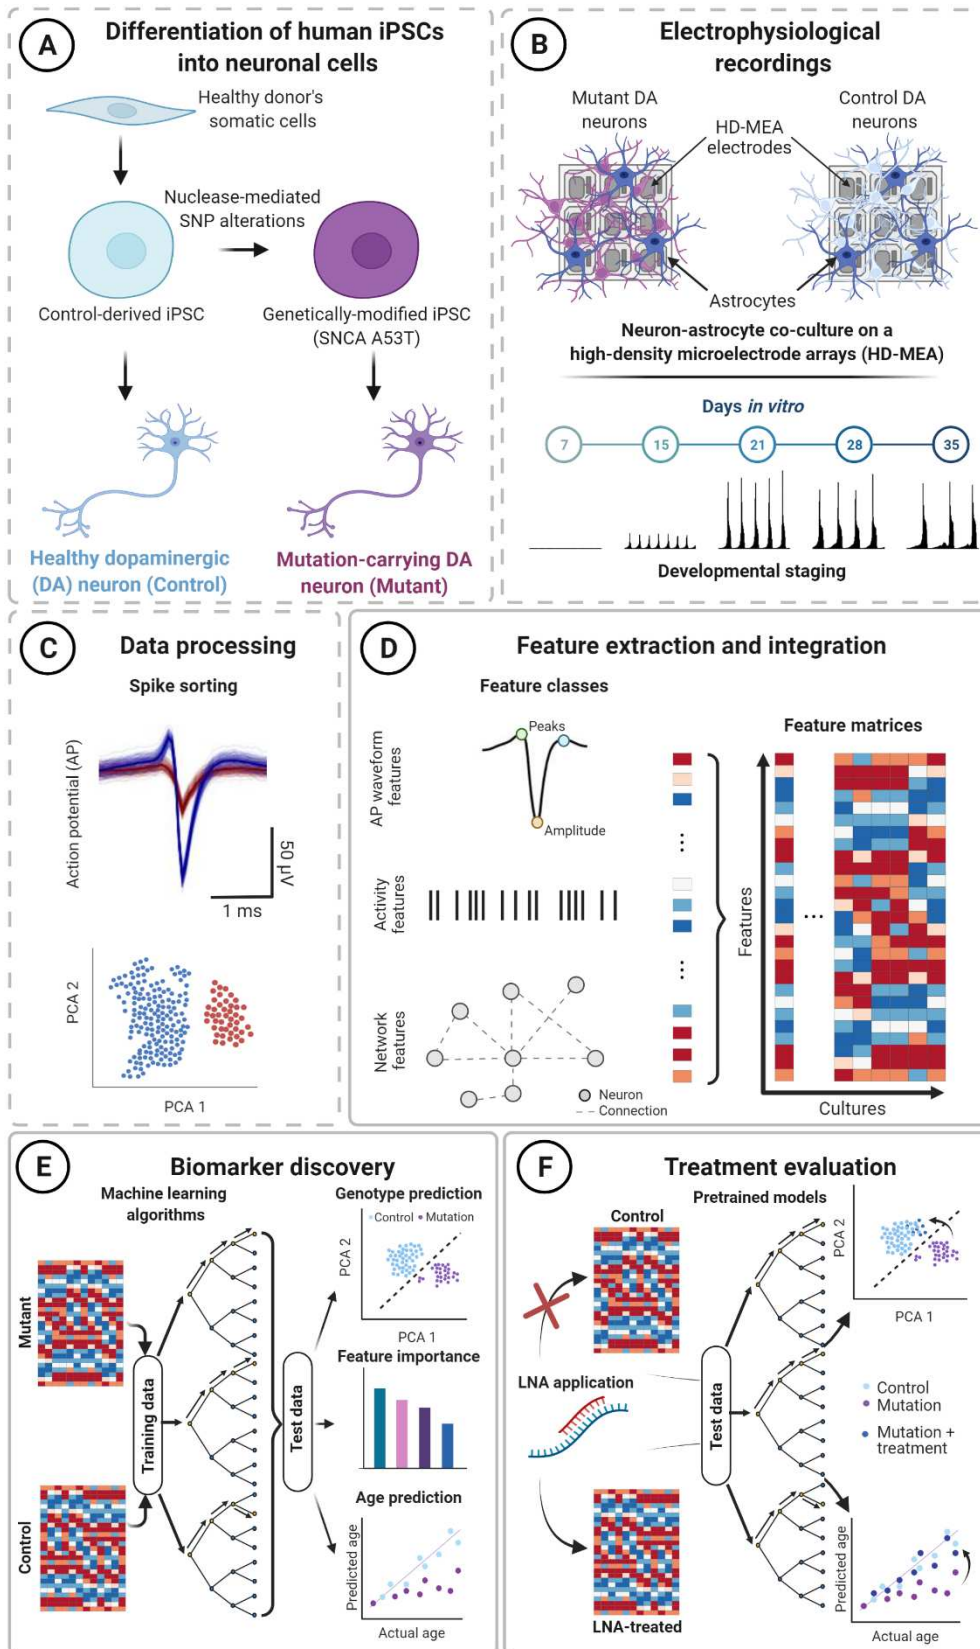 A
Differentiation of human iPSCs
into neuronal cells
Healthy donor's
somatic cells
Nuclease-mediated
SNP alterations
Control-derived iPSC
Genetically-modified iPSC
(SNCA A53T)
Healthy dopaminergic
(DA) neuron (Control)
Mutation-carrying DA
neuron (Mutant)
B
Electrophysiological
recordings
Mutant DA
neurons
HD-MEA
electrodes
Control DA
neurons
Astrocytes
Neuron-astrocyte co-culture on a
high-density microelectrode arrays (HD-MEA)
Days in vitro
7
15
21
28
35
Developmental staging
C
Data processing
Spike sorting
Action potential (AP)
50 µV
1 ms
PCA 2
PCA 1
D
Feature extraction and integration
Feature classes
AP waveform
features
Peaks
Amplitude
Activity
features
Network
features
Neuron
Connection
Feature matrices
Features
Cultures
E
Biomarker discovery
Machine learning
algorithms
Mutant
Control
Training data
Test data
Genotype prediction
Control
Mutation
PCA 2
PCA 1
Feature importance
Age prediction
Predicted age
Actual age
F
Treatment evaluation
Pretrained models
Control
LNA application
LNA-treated
Test data
PCA 2
PCA 1
Control
Mutation
Mutation +
treatment
Predicted age
Actual age